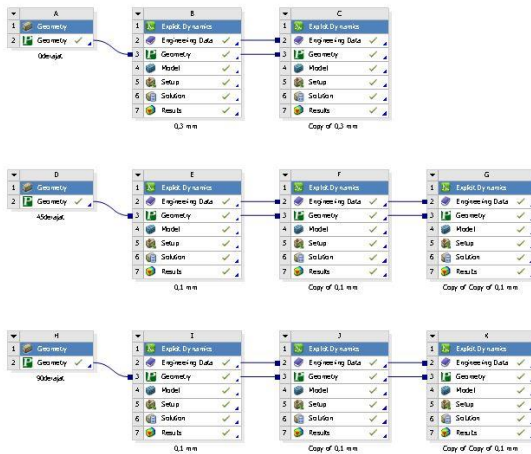 A
1 Geometry
2 Geometry
0derajat
B
1 Explicit Dynamics
2 Engineering Data
3 Geometry
4 Model
5 Setup
6 Solution
7 Results
0,3 mm
C
1 Explicit Dynamics
2 Engineering Data
3 Geometry
4 Model
5 Setup
6 Solution
7 Results
Copy of 0,3 mm
D
1 Geometry
2 Geometry
45derajat
E
1 Explicit Dynamics
2 Engineering Data
3 Geometry
4 Model
5 Setup
6 Solution
7 Results
0,1 mm
F
1 Explicit Dynamics
2 Engineering Data
3 Geometry
4 Model
5 Setup
6 Solution
7 Results
Copy of 0,1 mm
G
1 Explicit Dynamics
2 Engineering Data
3 Geometry
4 Model
5 Setup
6 Solution
7 Results
Copy of Copy of 0,1 mm
H
1 Geometry
2 Geometry
90derajat
I
1 Explicit Dynamics
2 Engineering Data
3 Geometry
4 Model
5 Setup
6 Solution
7 Results
0,1 mm
J
1 Explicit Dynamics
2 Engineering Data
3 Geometry
4 Model
5 Setup
6 Solution
7 Results
Copy of 0,1 mm
K
1 Explicit Dynamics
2 Engineering Data
3 Geometry
4 Model
5 Setup
6 Solution
7 Results
Copy of Copy of 0,1 mm